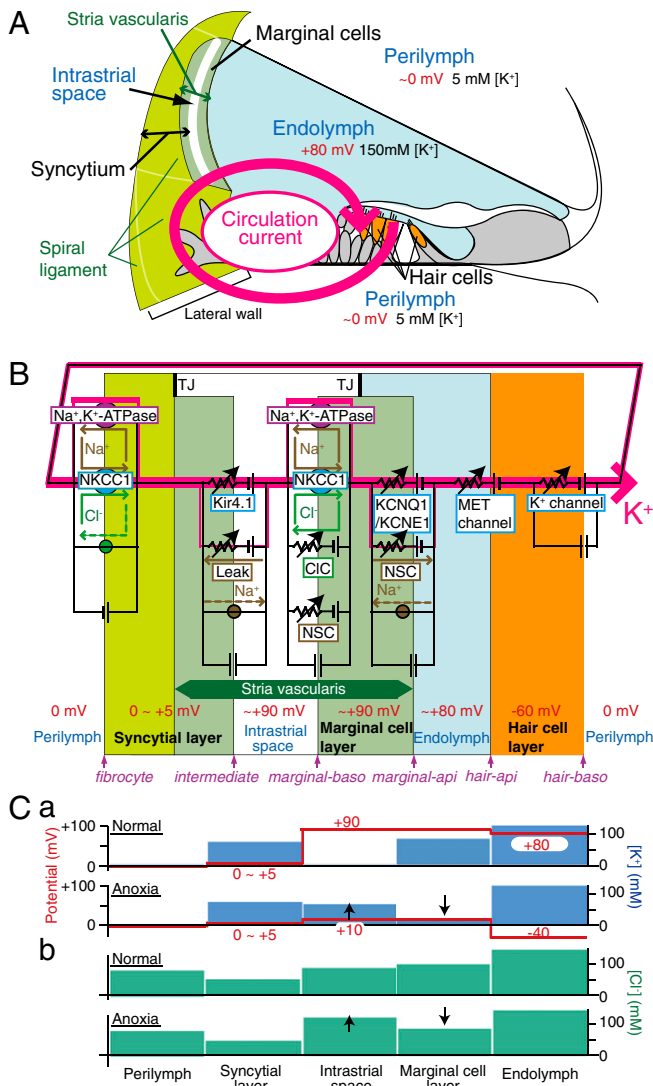 A
Stria vascularis
Marginal cells
Perilymph
~0 mV 5 mM [K+]
Intrastrial
space
Endolymph
+80 mV 150mM [K+]
Syncytium
Circulation
current
Spiral
ligament
Hair cells
Lateral wall
Perilymph
~0 mV 5 mM [K+]
B
TJ
TJ
Na+,K+-ATPase
Na+,K+-ATPase
Na+
Na+
NKCC1
NKCC1
K+
Cl-
Cl-
Kir4.1
KCNQ1
/KCNE1
MET
channel
K+ channel
Leak
ClC
NSC
Na+
Na+
NSC
Stria vascularis
0 mV
0 ~ +5 mV
~+90 mV
~+90 mV
~+80 mV
-60 mV
0 mV
Perilymph
Syncytial layer
Intrastrial
space
Marginal cell
layer
Endolymph
Hair cell
layer
Perilymph
fibrocyte
intermediate
marginal-baso
marginal-api
hair-api
hair-baso
C a
Potential (mV)
+100
Normal
+90
100
0
0 ~ +5
+80
0
[K+] (mM)
+100
Anoxia
100
0
0 ~ +5
+10
-40
0
b
Normal
100
0
[Cl-] (mM)
Anoxia
100
0
Perilymph
Syncytial
layer
Intrastrial
space
Marginal cell
layer
Endolymph